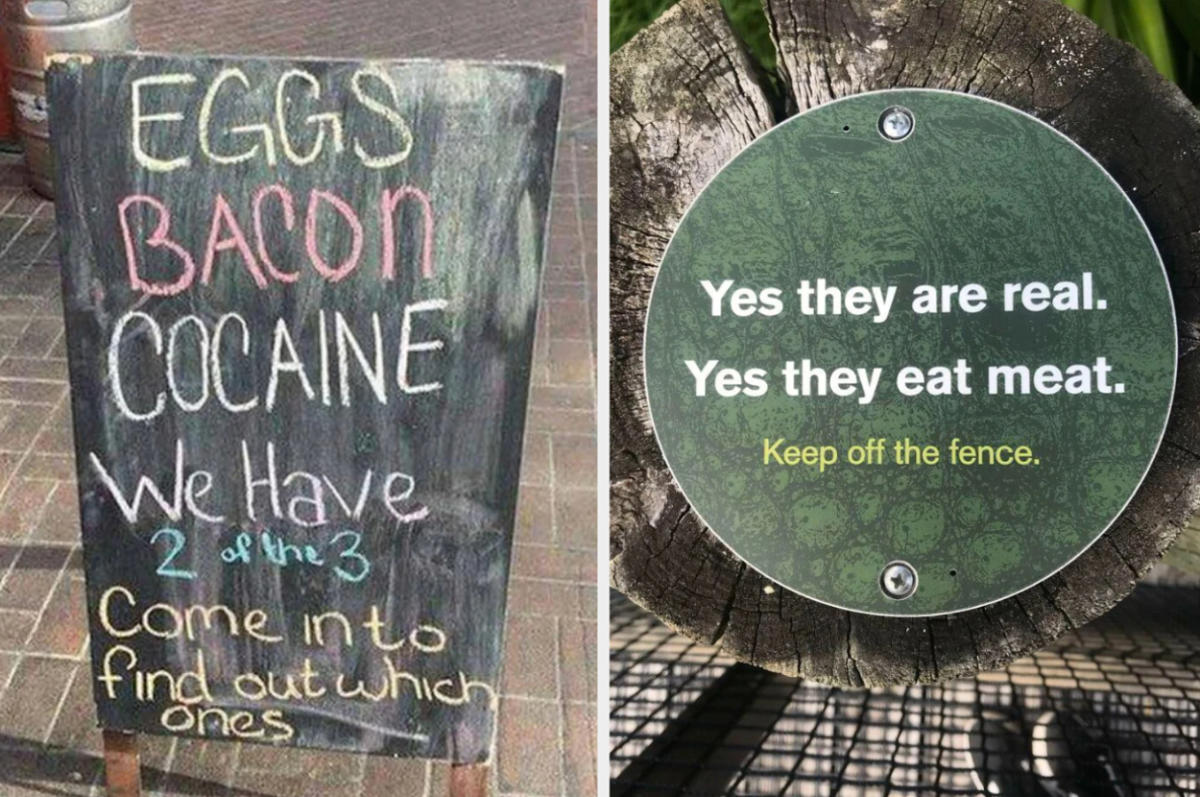 EGGS
BACON
COCAINE
We Have
2 of the 3
Come in to
find out which
ones
Yes they are real.
Yes they eat meat.
Keep off the fence.